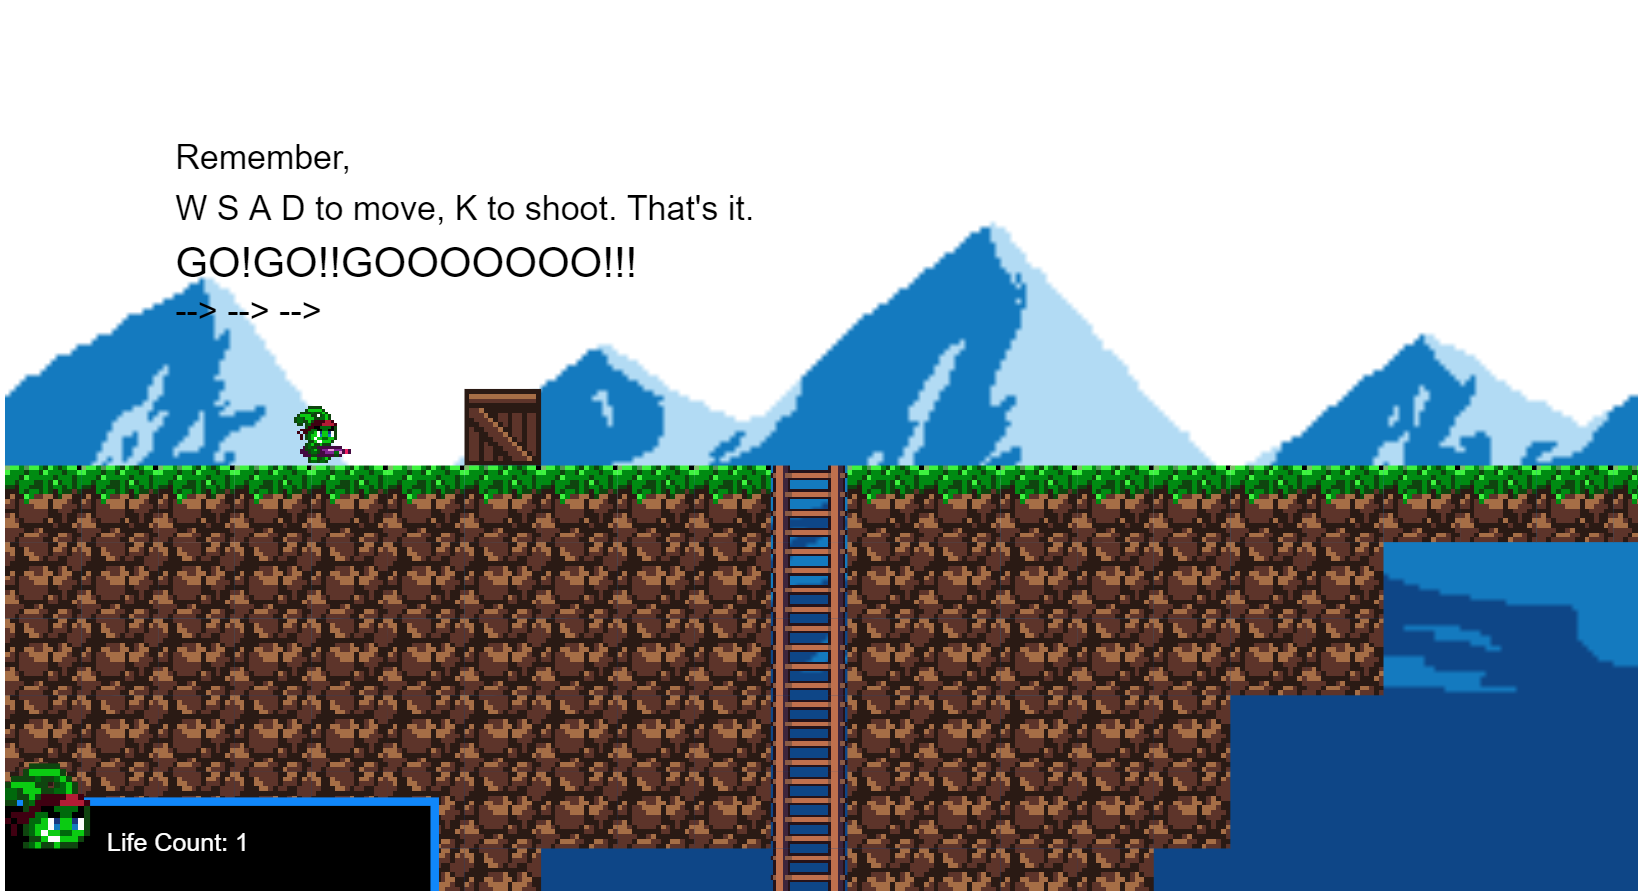 Remember,
W S A D to move, K to shoot. That's it.
GO!GO!!GOOOOOOO!!!
--> --> -->
Life Count: 1